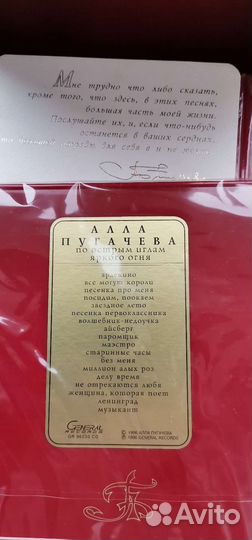 Мне трудно что либо сказать,
кроме того, что здесь, в этих песнях,
большая часть моей жизни.
Послушайте их, и, если что-нибудь
останется в ваших сердцах,
для себя я и не
АЛЛА
ПУГАЧЕВА
по острым иглам
яркого огня
арлекино
все могут короли
песенка про меня
посидим, поокаем
звездное лето
песенка первоклассника
волшебник-недоучка
айсберг
паромщик
маэстро
старинные часы
без меня
миллион алых роз
делу время
не отрекаются любя
женщина, которая поет
ленинград
музыкант
GENERAL
RECORDS
GR 96030 CG
℗ 1996 АЛЛА ПУГАЧЕВА
© 1996 GENERAL RECORDS
Avito